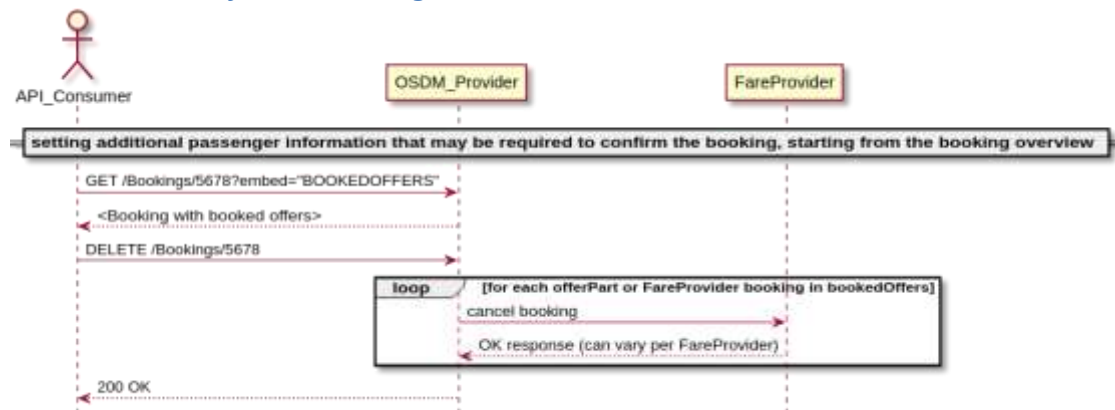 API_Consumer
OSDM_Provider
FareProvider
setting additional passenger information that may be required to confirm the booking, starting from the booking overview
GET /Bookings/5678?embed="BOOKEDOFFERS"
<Booking with booked offers>
DELETE /Bookings/5678
loop [for each offerPart or FareProvider booking in bookedOffers]
cancel booking
OK response (can vary per FareProvider)
200 OK